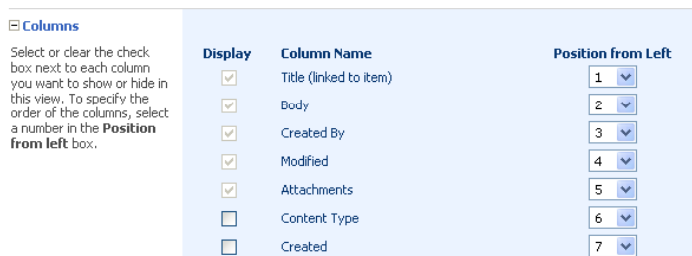 Columns
Select or clear the check
box next to each column
you want to show or hide in
this view. To specify the
order of the columns, select
a number in the Position
from left box.
Display Column Name Position from Left
Title (linked to item) 1
Body 2
Created By 3
Modified 4
Attachments 5
Content Type 6
Created 7